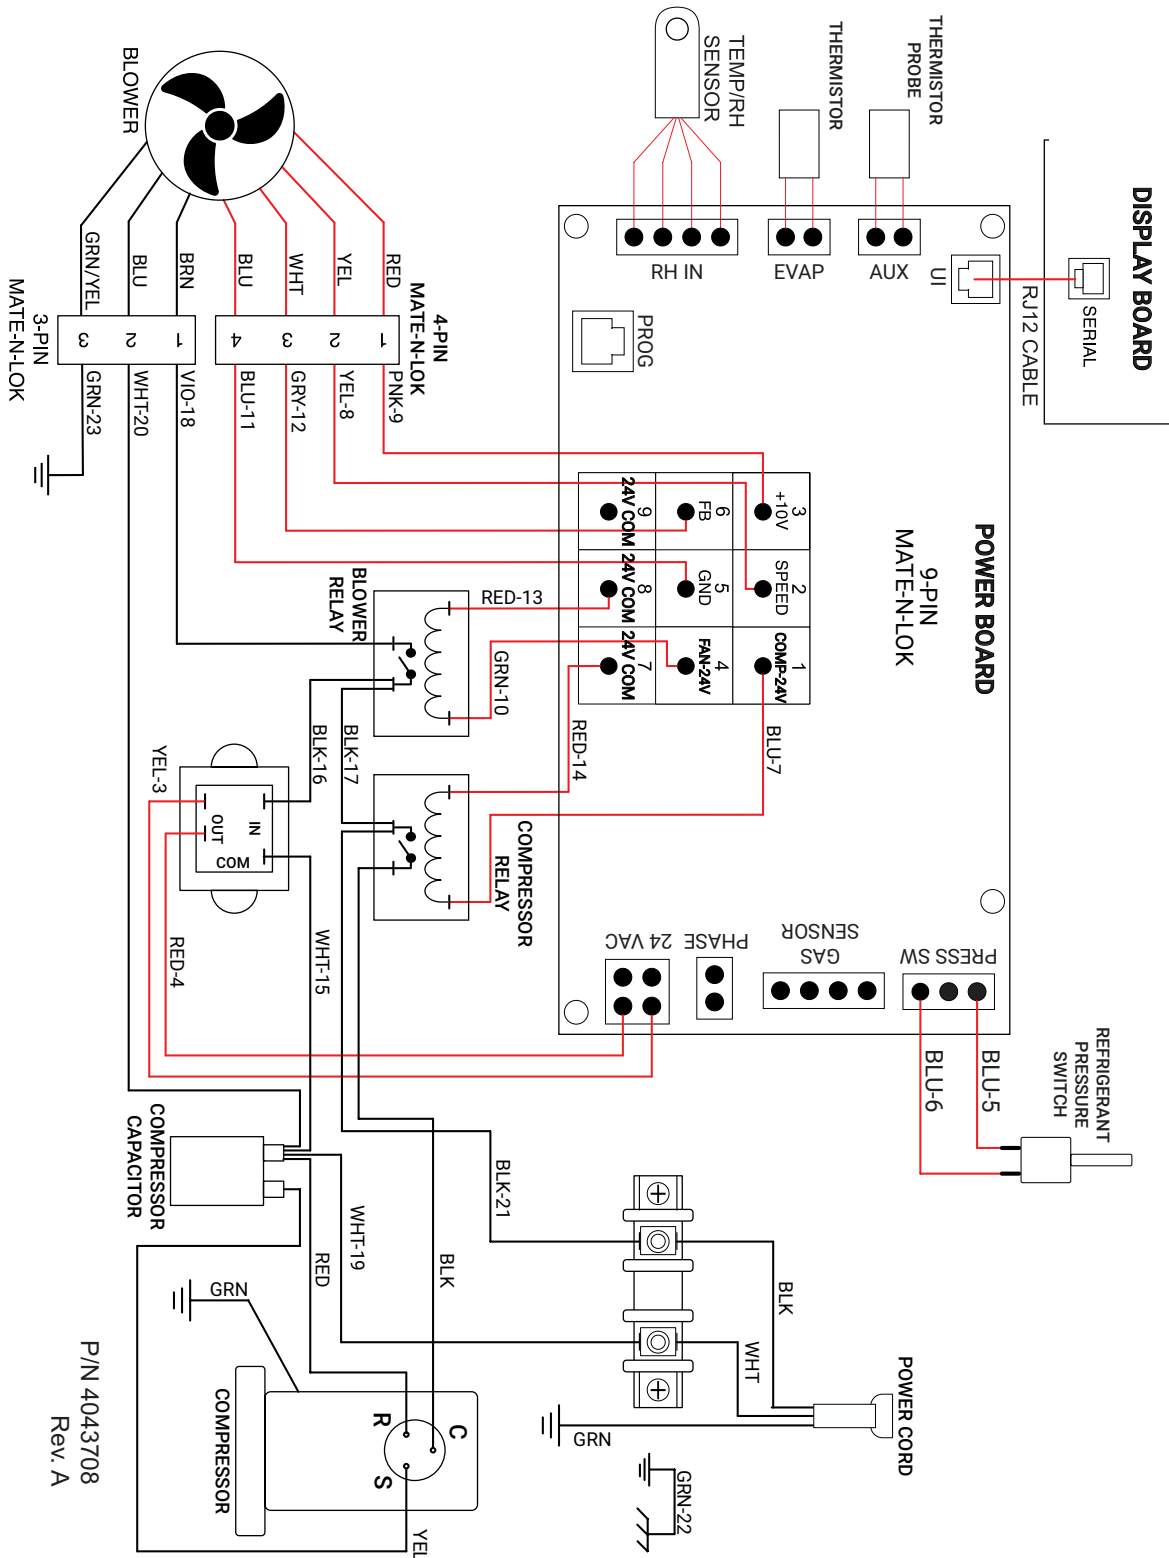 DISPLAY BOARD
SERIAL
RJ12 CABLE
UI
THERMISTOR
PROBE
AUX
THERMISTOR
EVAP
TEMP/RH
SENSOR
RH IN
PROG
BLOWER
GRN/YEL
BLU
BRN
BLU
WHT
YEL
RED
3-PIN
MATE-N-LOK
3
2
1
4-PIN
MATE-N-LOK
4
3
2
1
GRN-23
WHT-20
VIO-18
BLU-11
GRY-12
YEL-8
PNK-9
POWER BOARD
9-PIN
MATE-N-LOK
3
+10V
2
SPEED
1
COMP-24V
6
FB
5
GND
4
FAN-24V
9
24V COM
8
24V COM
7
24V COM
BLOWER
RELAY
RED-13
GRN-10
RED-14
BLU-7
BLK-16
BLK-17
COMPRESSOR
RELAY
YEL-3
RED-4
IN
OUT
COM
WHT-15
24 VAC
PHASE
GAS
SENSOR
PRESS SW
BLU-6
BLU-5
REFRIGERANT
PRESSURE
SWITCH
COMPRESSOR
CAPACITOR
BLK-21
WHT-19
RED
BLK
GRN
BLK
WHT
POWER CORD
GRN
GRN-22
COMPRESSOR
C
R
S
YEL
P/N 4043708
Rev. A